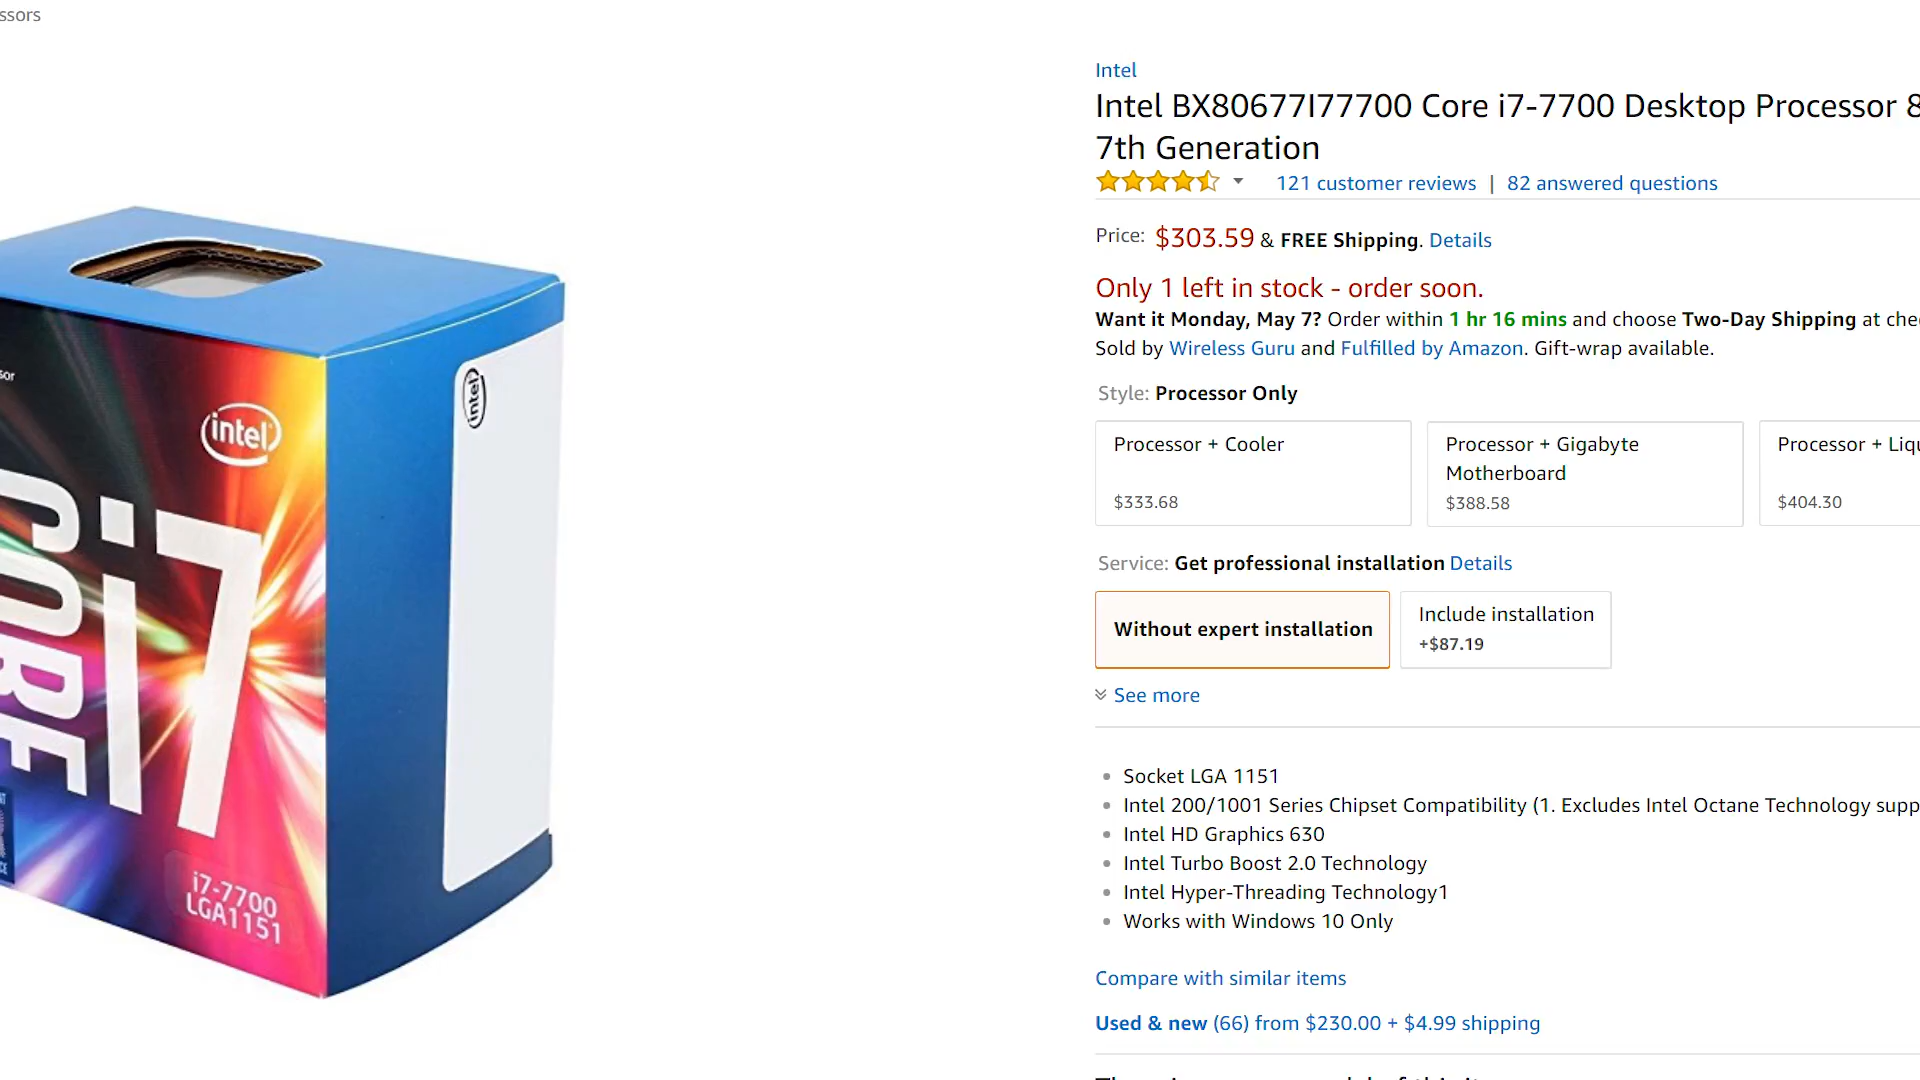 ssors
Intel
Intel BX80677I77700 Core i7-7700 Desktop Processor 8
7th Generation
121 customer reviews | 82 answered questions
Price: $303.59 & FREE Shipping. Details
Only 1 left in stock - order soon.
Want it Monday, May 7? Order within 1 hr 16 mins and choose Two-Day Shipping at che
Sold by Wireless Guru and Fulfilled by Amazon. Gift-wrap available.
Style: Processor Only
Processor + Cooler
$333.68
Processor + Gigabyte
Motherboard
$388.58
Processor + Liqu
$404.30
Service: Get professional installation Details
Without expert installation
Include installation
+$87.19
See more
Socket LGA 1151
Intel 200/1001 Series Chipset Compatibility (1. Excludes Intel Octane Technology supp
Intel HD Graphics 630
Intel Turbo Boost 2.0 Technology
Intel Hyper-Threading Technology1
Works with Windows 10 Only
Compare with similar items
Used & new (66) from $230.00 + $4.99 shipping
sor
intel
intel
CORE i7
i7-7700
LGA1151